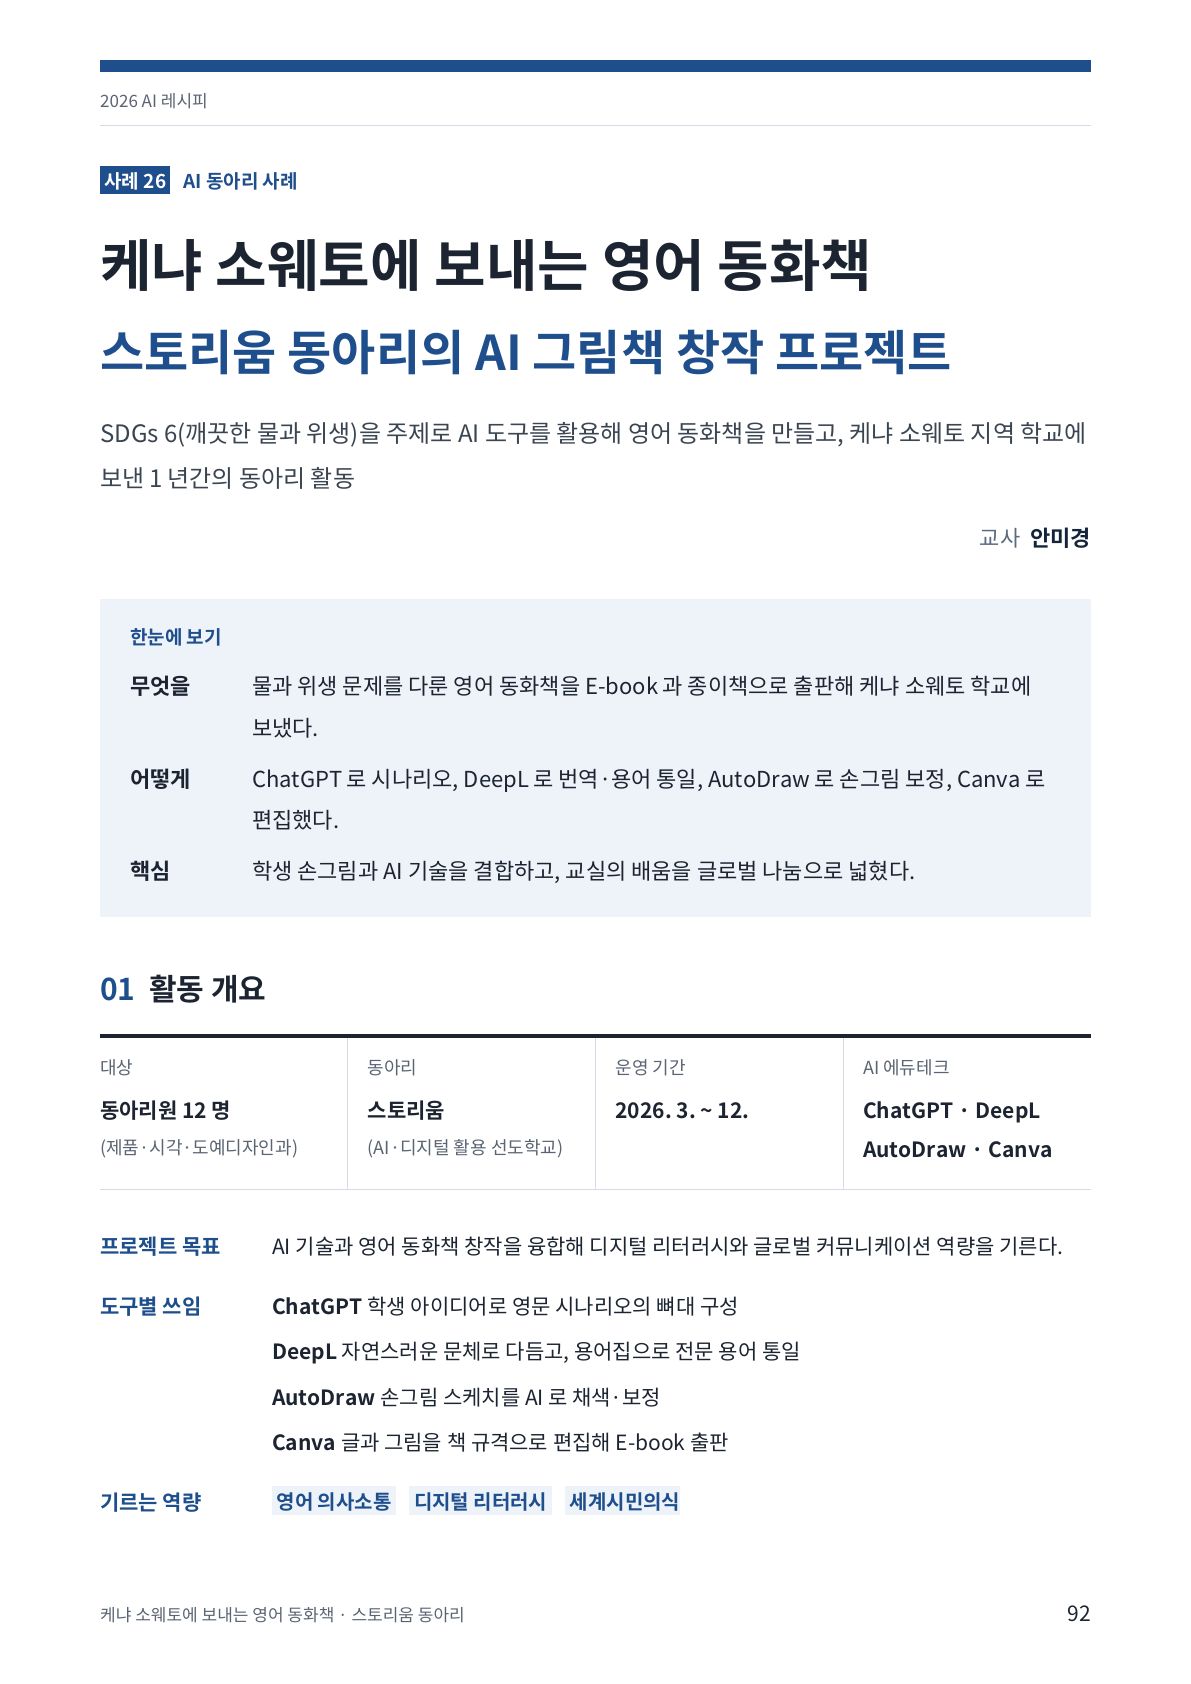 2026 AI 레시피
사례 26 AI 동아리 사례
케냐 소웨토에 보내는 영어 동화책
스토리움 동아리의 AI 그림책 창작 프로젝트
SDGs 6(깨끗한 물과 위생)을 주제로 AI 도구를 활용해 영어 동화책을 만들고, 케냐 소웨토 지역 학교에
보낸 1 년간의 동아리 활동
교사 안미경
한눈에 보기
무엇을 물과 위생 문제를 다룬 영어 동화책을 E-book 과 종이책으로 출판해 케냐 소웨토 학교에
보냈다.
어떻게 ChatGPT 로 시나리오, DeepL 로 번역·용어 통일, AutoDraw 로 손그림 보정, Canva 로
편집했다.
핵심 학생 손그림과 AI 기술을 결합하고, 교실의 배움을 글로벌 나눔으로 넓혔다.
01 활동 개요
대상 동아리 운영 기간 AI 에듀테크
동아리원 12 명 스토리움 2026. 3. ~ 12. ChatGPT · DeepL
(제품·시각·도예디자인과) (AI·디지털 활용 선도학교) AutoDraw · Canva
프로젝트 목표 AI 기술과 영어 동화책 창작을 융합해 디지털 리터러시와 글로벌 커뮤니케이션 역량을 기른다.
도구별 쓰임 ChatGPT 학생 아이디어로 영문 시나리오의 뼈대 구성
DeepL 자연스러운 문체로 다듬고, 용어집으로 전문 용어 통일
AutoDraw 손그림 스케치를 AI 로 채색·보정
Canva 글과 그림을 책 규격으로 편집해 E-book 출판
기르는 역량 영어 의사소통 디지털 리터러시 세계시민의식
케냐 소웨토에 보내는 영어 동화책 · 스토리움 동아리 92